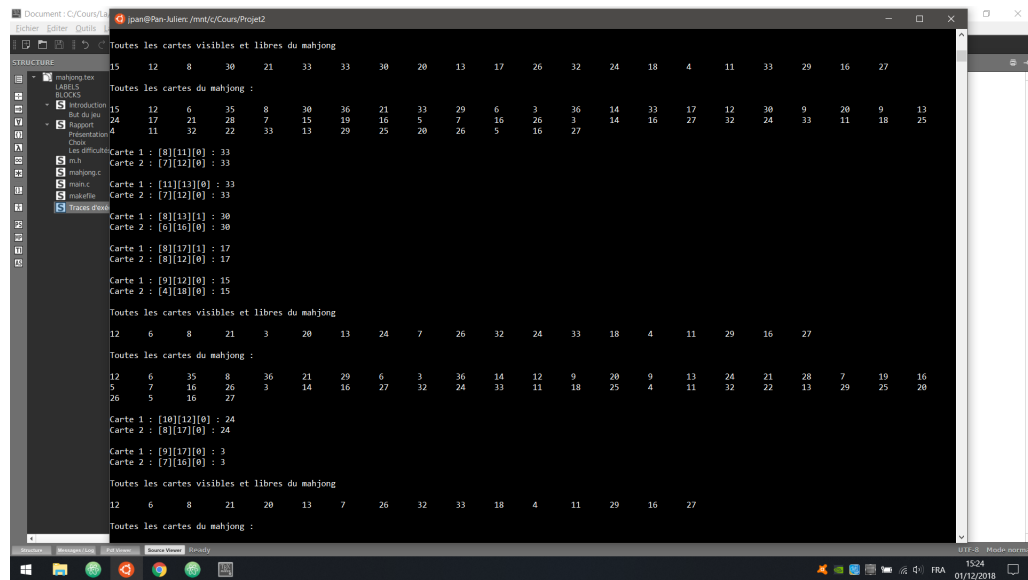 Document : C:/Cours/La
jpan@Pan-Julien: /mnt/c/Cours/Projet2
Fichier Editer Outils
STRUCTURE
mahjong.tex
LABELS
BLOCKS
Introduction
But du jeu
Rapport
Présentation
Choix
Les difficultés
m.h
mahjong.c
main.c
makefile
Traces d'exé
Toutes les cartes visibles et libres du mahjong
15 12 8 30 21 33 33 30 20 13 17 26 32 24 18 4 11 33 29 16 27
Toutes les cartes du mahjong :
15 12 6 35 8 30 36 21 33 29 6 3 36 14 33 17 12 30 9 20 9 13
24 17 21 28 7 15 19 16 5 7 16 26 3 14 16 27 32 24 33 11 18 25
4 11 32 22 33 13 29 25 20 26 5 16 27
Carte 1 : [8][11][0] : 33
Carte 2 : [7][12][0] : 33
Carte 1 : [11][13][0] : 33
Carte 2 : [7][12][0] : 33
Carte 1 : [8][13][1] : 30
Carte 2 : [6][16][0] : 30
Carte 1 : [8][17][1] : 17
Carte 2 : [8][12][0] : 17
Carte 1 : [9][12][0] : 15
Carte 2 : [4][18][0] : 15
Toutes les cartes visibles et libres du mahjong
12 6 8 21 3 20 13 24 7 26 32 24 33 18 4 11 29 16 27
Toutes les cartes du mahjong :
12 6 35 8 36 21 29 6 3 36 14 12 9 20 9 13 24 21 28 7 19 16
5 7 16 26 3 14 16 27 32 24 33 11 18 25 4 11 32 22 13 29 25 20
26 5 16 27
Carte 1 : [10][12][0] : 24
Carte 2 : [8][17][0] : 24
Carte 1 : [9][17][0] : 3
Carte 2 : [7][16][0] : 3
Toutes les cartes visibles et libres du mahjong
12 6 8 21 20 13 7 26 32 33 18 4 11 29 16 27
Toutes les cartes du mahjong :
Structure Messages / Log Pdf Viewer Source Viewer Ready
UTF-8 Mode norm
FRA
15:24
01/12/2018